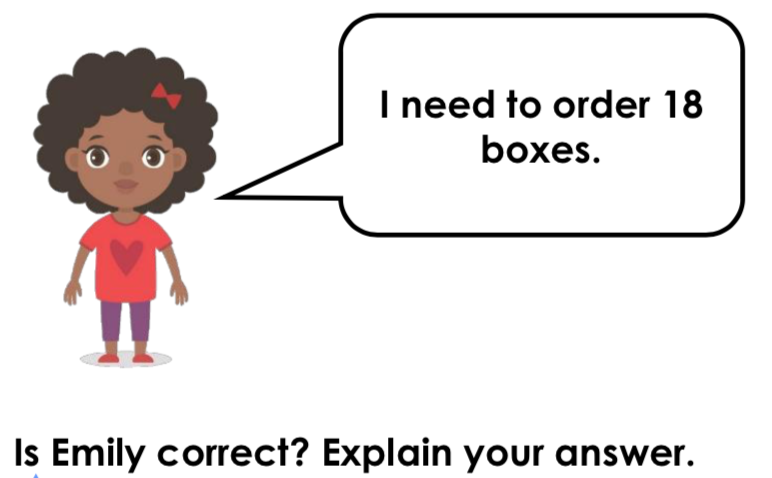 I need to order 18
boxes.
Is Emily correct? Explain your answer.